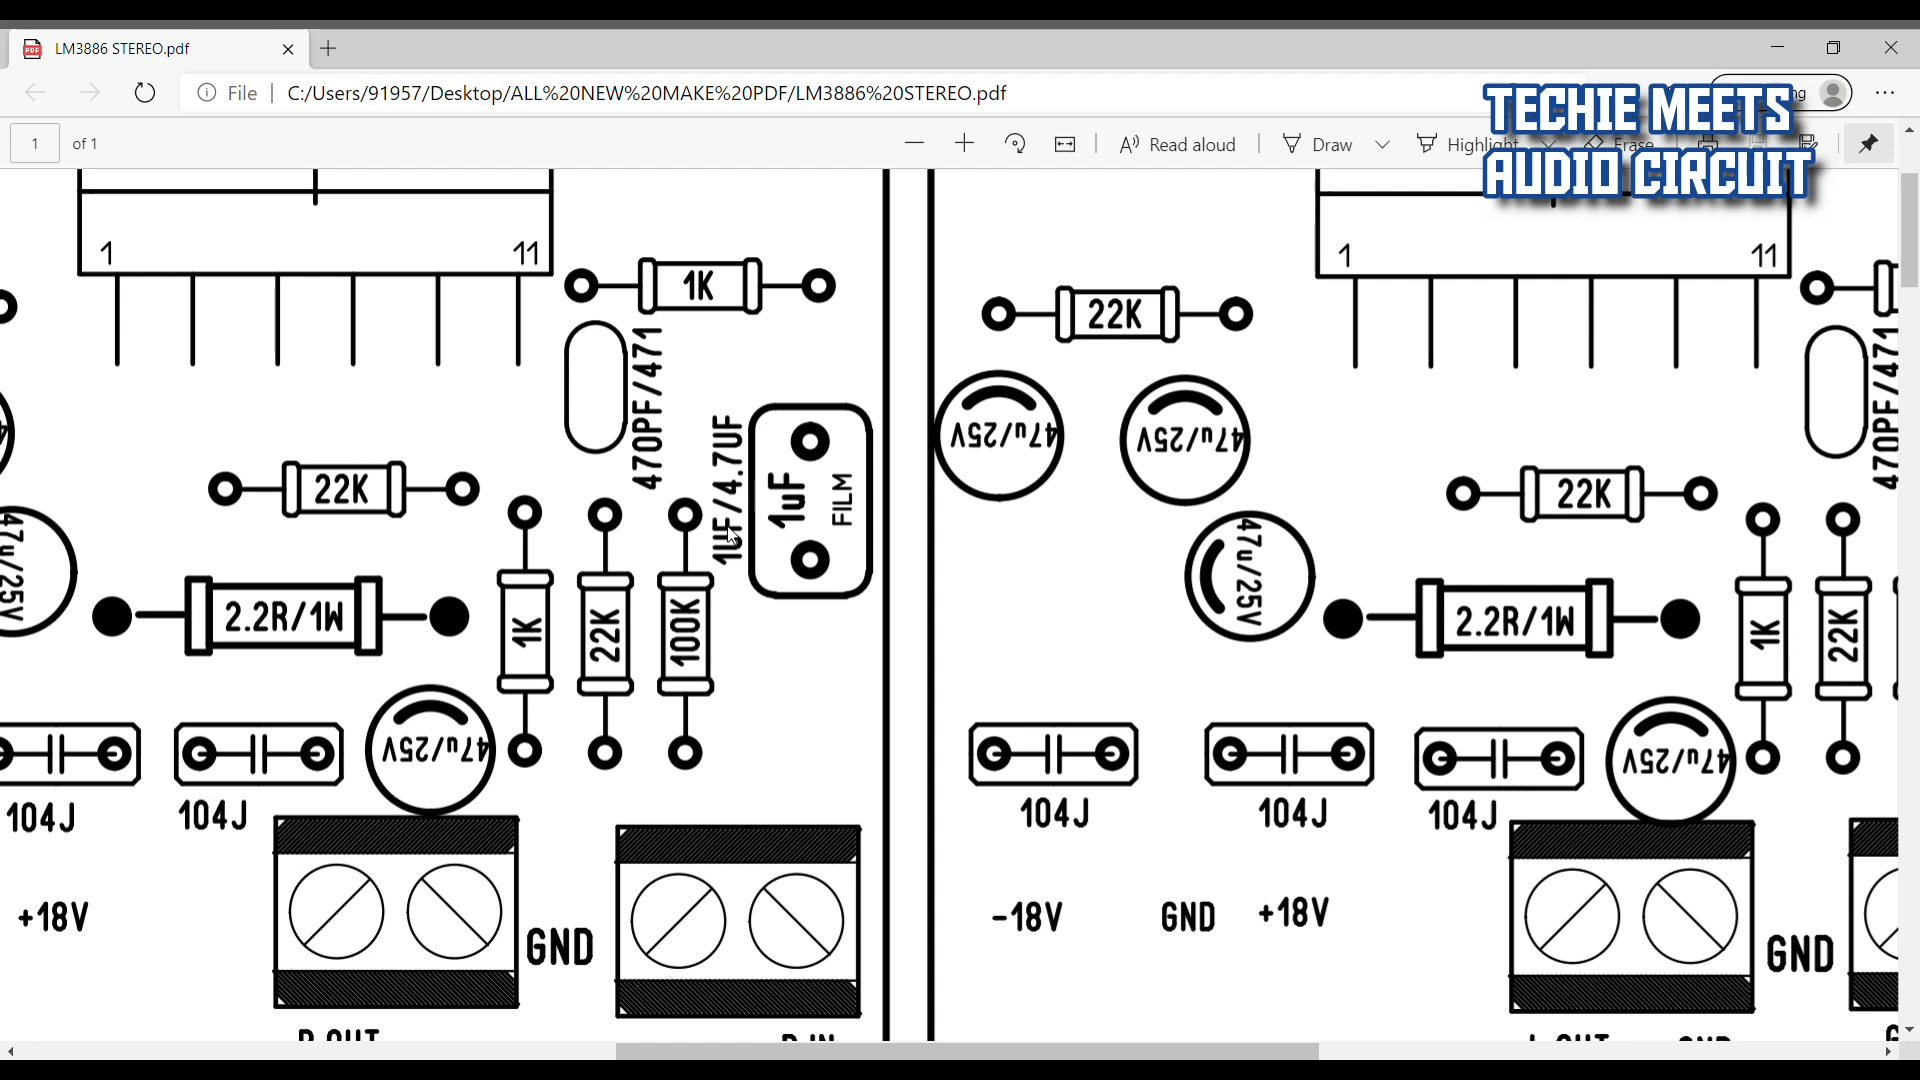 LM3886 STEREO.pdf
File | C:/Users/91957/Desktop/ALL%20NEW%20MAKE%20PDF/LM3886%20STEREO.pdf
ng
TECHIE MEETS
AUDIO CIRCUIT
1 of 1
Read aloud
Draw
Highlight
Erase
1
11
1K
470PF/471
1UF/4.7UF
1uF
FILM
22K
47u/25V
2.2R/1W
1K
22K
100K
47u/25V
104J
104J
+18V
GND
1
11
22K
47u/25V
47u/25V
470PF/471
22K
47u/25V
2.2R/1W
1K
22K
47u/25V
104J
104J
104J
-18V
GND
+18V
GND